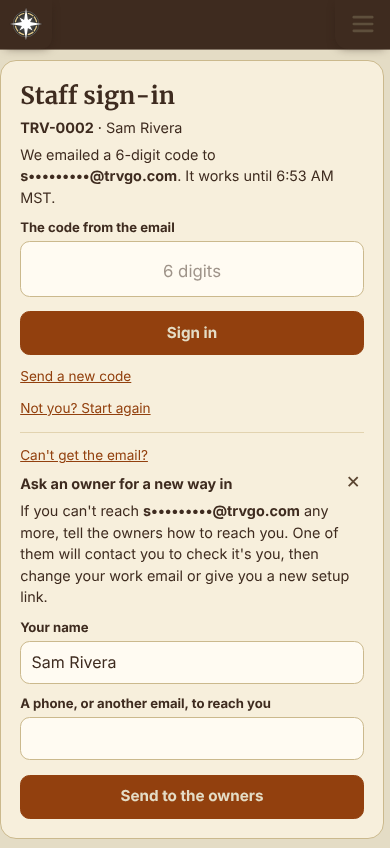 Staff sign-in
TRV-0002 · Sam Rivera
We emailed a 6-digit code to
s•••••••••@trvgo.com. It works until 6:53 AM
MST.
The code from the email
6 digits
Sign in
Send a new code
Not you? Start again
Can't get the email?
Ask an owner for a new way in ✕
If you can't reach s•••••••••@trvgo.com any
more, tell the owners how to reach you. One of
them will contact you to check it's you, then
change your work email or give you a new setup
link.
Your name
Sam Rivera
A phone, or another email, to reach you
Send to the owners